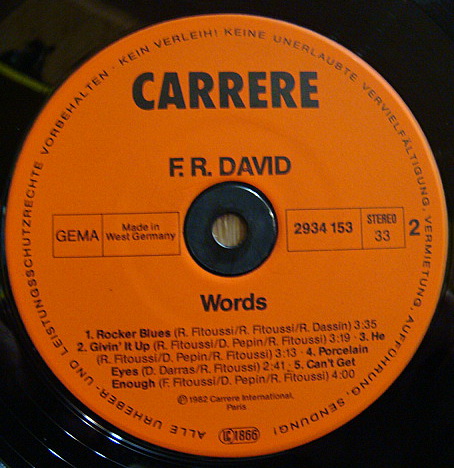 ALLE URHEBER- UND LEISTUNGSSCHUTZRECHTE VORBEHALTEN · KEIN VERLEIH! KEINE UNERLAUBTE VERVIELFÄLTIGUNG, VERMIETUNG, AUFFÜHRUNG, SENDUNG!
CARRERE
F. R. DAVID
GEMA
Made in
West Germany
2934 153
STEREO
33
2
Words
1. Rocker Blues (R. Fitoussi/R. Fitoussi/R. Dassin) 3:35
2. Givin' It Up (R. Fitoussi/D. Pepin/R. Fitoussi) 3:19 · 3. He
(R. Fitoussi/D. Pepin/R. Fitoussi) 3:13 · 4. Porcelain
Eyes (D. Darras/R. Fitoussi) 2:41 · 5. Can't Get
Enough (F. Fitoussi/D. Pepin/R. Fitoussi) 4:00
℗1982 Carrere International,
Paris
LC 1866